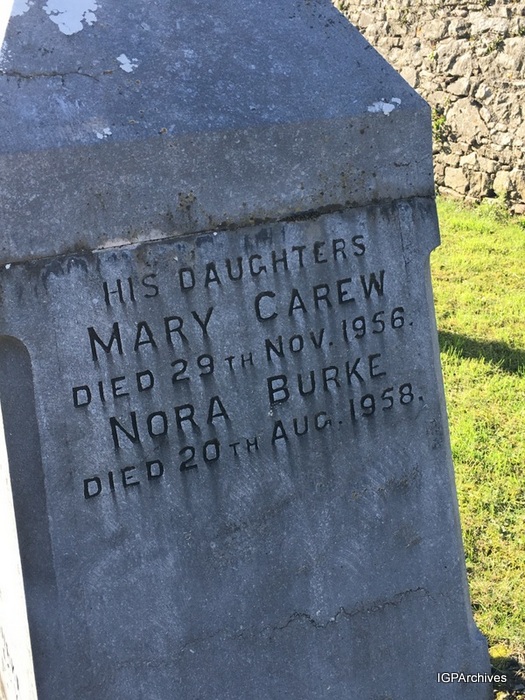 HIS DAUGHTERS
MARY CAREW
DIED 29TH NOV. 1956.
NORA BURKE
DIED 20TH AUG. 1958.
IGPArchives